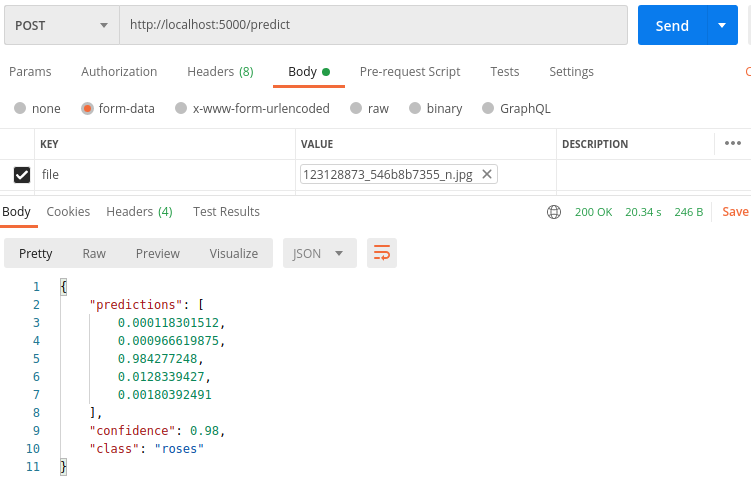 POST http://localhost:5000/predict Send
Params Authorization Headers (8) Body Pre-request Script Tests Settings
none form-data x-www-form-urlencoded raw binary GraphQL
KEY VALUE DESCRIPTION
file 123128873_546b8b7355_n.jpg
Body Cookies Headers (4) Test Results 200 OK 20.34 s 246 B Save
Pretty Raw Preview Visualize JSON
1 {
2 "predictions": [
3 0.000118301512,
4 0.000966619875,
5 0.984277248,
6 0.0128339427,
7 0.00180392491
8 ],
9 "confidence": 0.98,
10 "class": "roses"
11 }